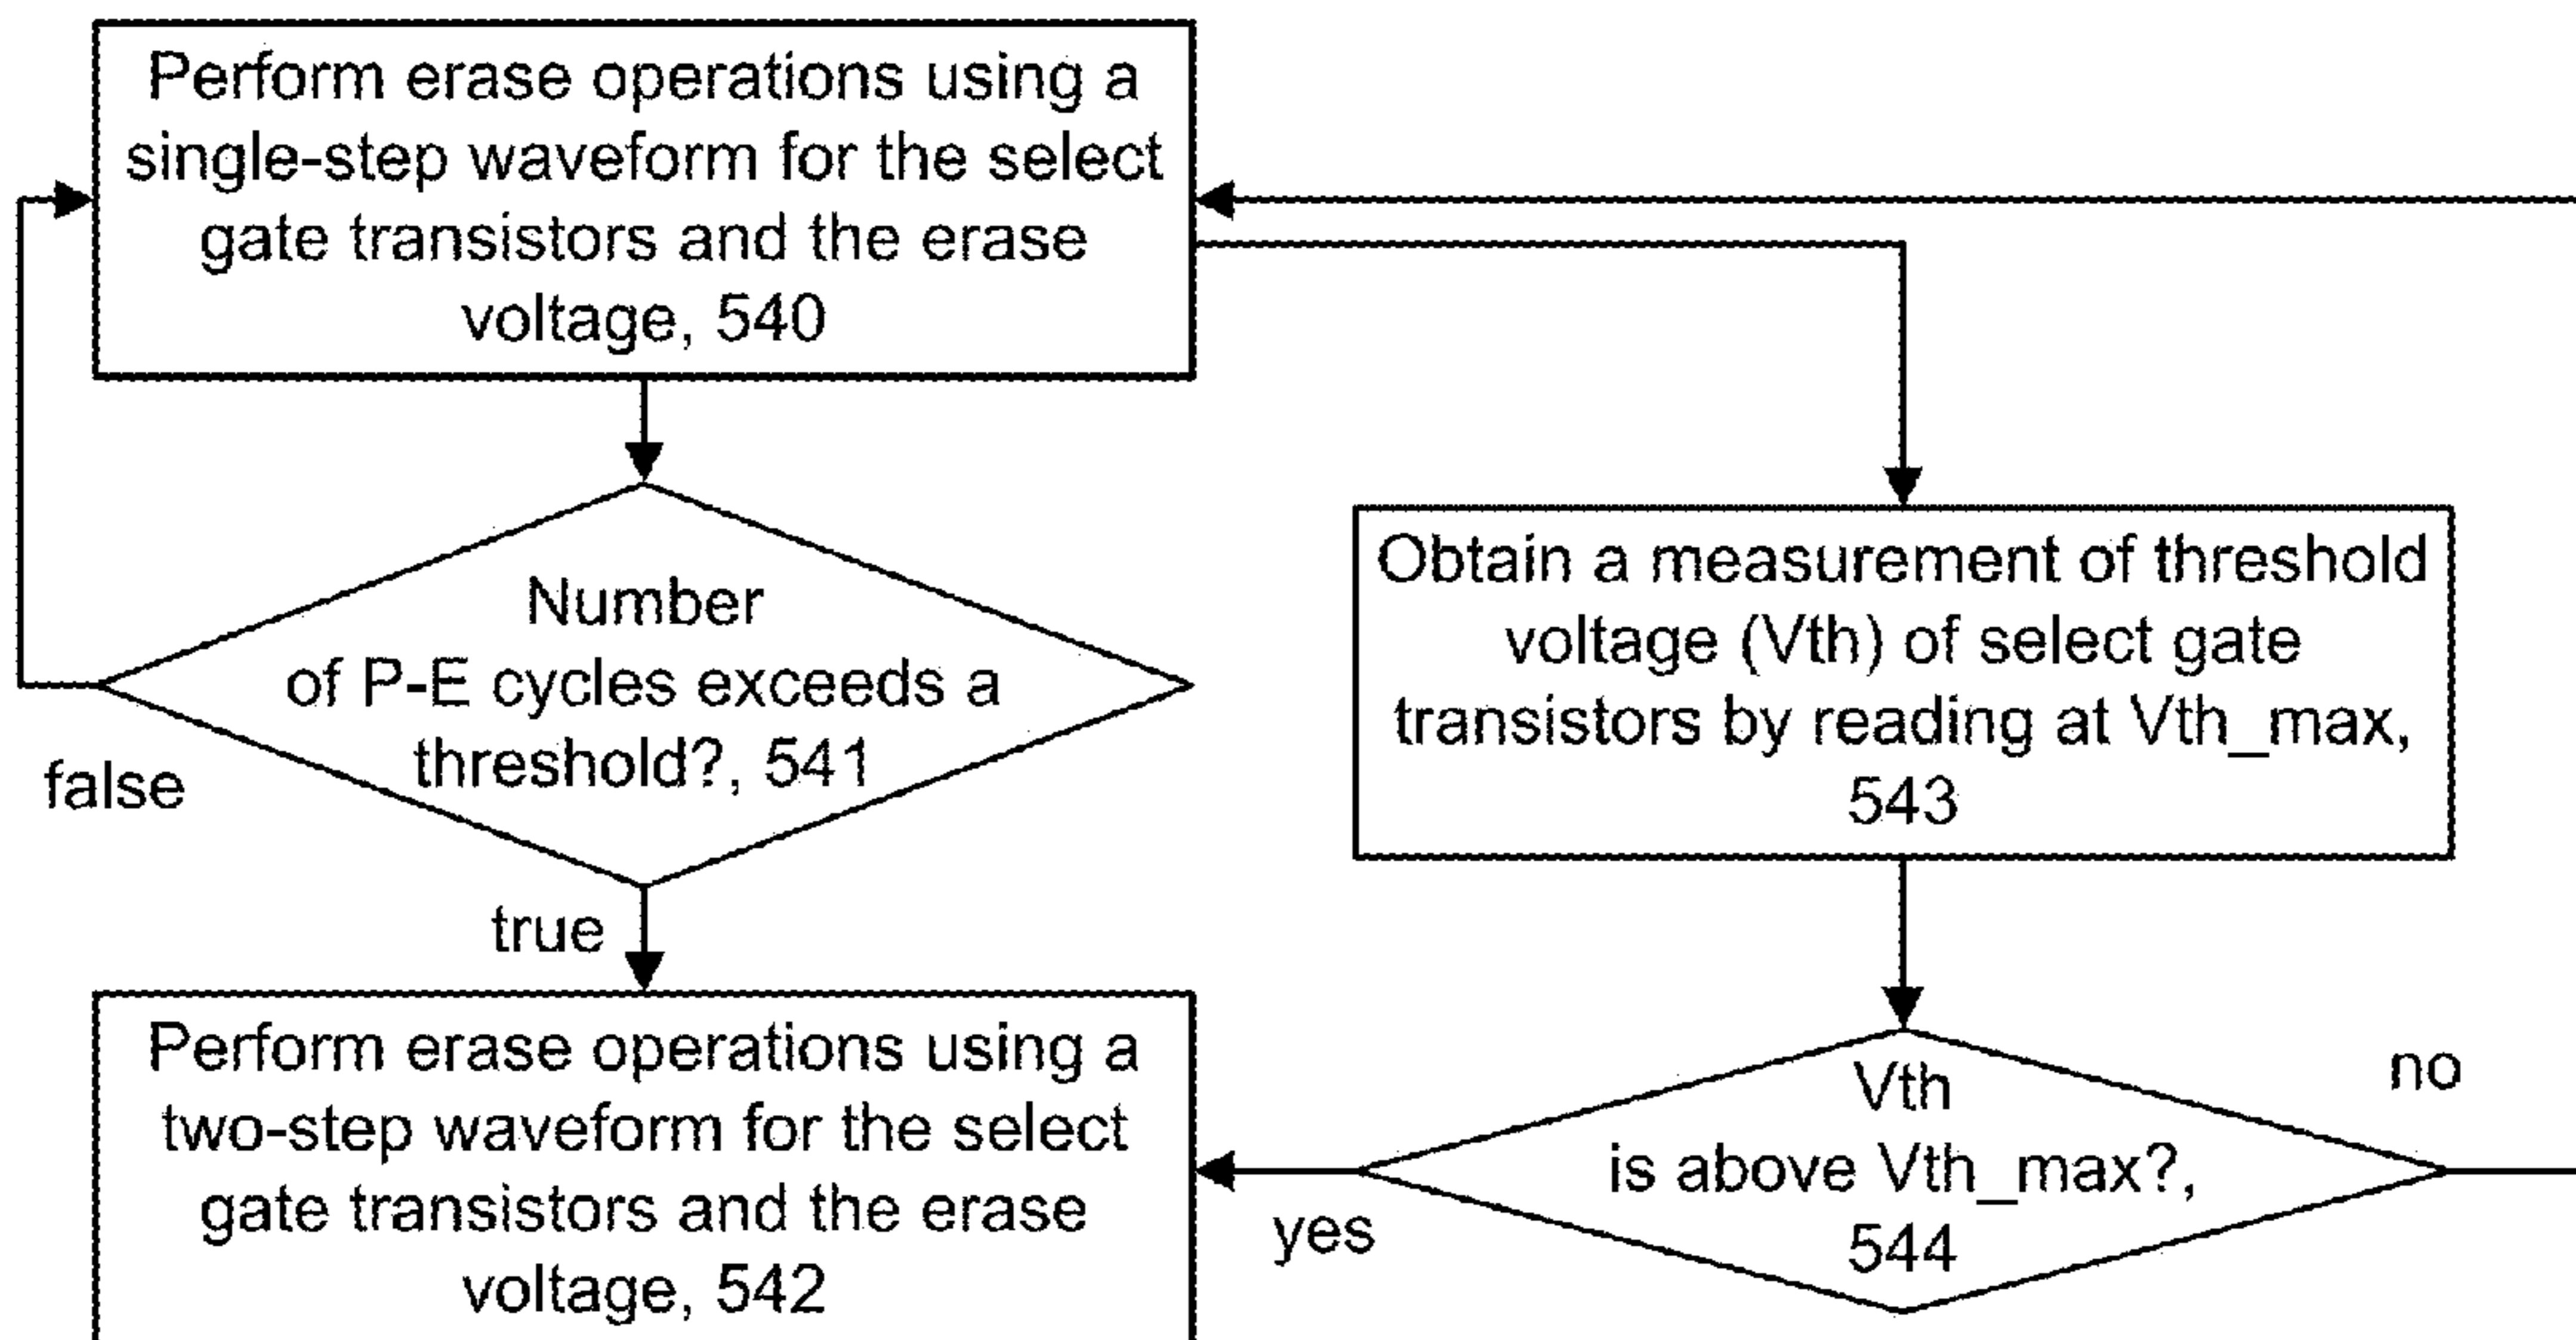 Perform erase operations using a
single-step waveform for the select
gate transistors and the erase
voltage, 540
Number
of P-E cycles exceeds a
threshold?, 541
false
true
Perform erase operations using a
two-step waveform for the select
gate transistors and the erase
voltage, 542
Obtain a measurement of threshold
voltage (Vth) of select gate
transistors by reading at Vth_max,
543
Vth
is above Vth_max?,
544
no
yes